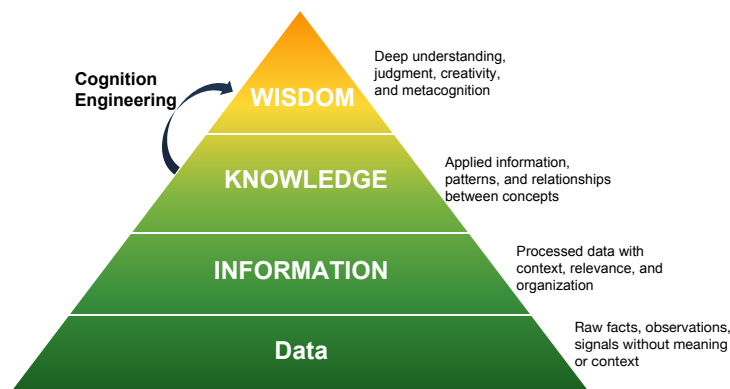 Cognition
Engineering
WISDOM
Deep understanding,
judgment, creativity,
and metacognition
KNOWLEDGE
Applied information,
patterns, and relationships
between concepts
INFORMATION
Processed data with
context, relevance, and
organization
Data
Raw facts, observations,
signals without meaning
or context